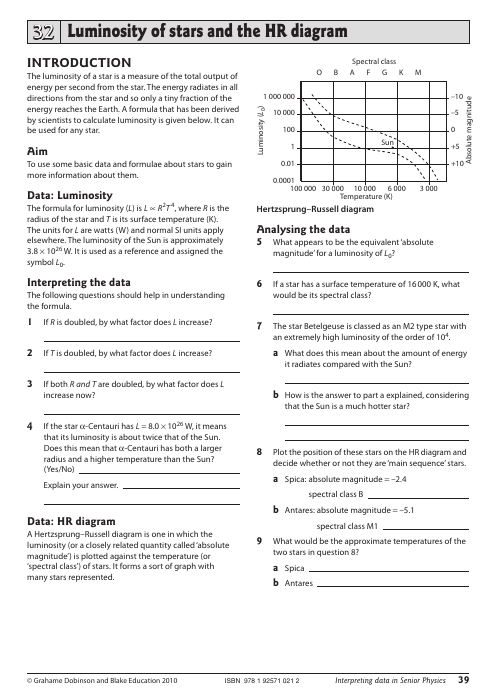 32 Luminosity of stars and the HR diagram
INTRODUCTION
The luminosity of a star is a measure of the total output of
energy per second from the star. The energy radiates in all
directions from the star and so only a tiny fraction of the
energy reaches the Earth. A formula that has been derived
by scientists to calculate luminosity is given below. It can
be used for any star.
Aim
To use some basic data and formulae about stars to gain
more information about them.
Data: Luminosity
The formula for luminosity (L) is L ∝ R²T⁴, where R is the
radius of the star and T is its surface temperature (K).
The units for L are watts (W) and normal SI units apply
elsewhere. The luminosity of the Sun is approximately
3.8 × 10²⁶ W. It is used as a reference and assigned the
symbol L₀.
Interpreting the data
The following questions should help in understanding
the formula.
1 If R is doubled, by what factor does L increase?
2 If T is doubled, by what factor does L increase?
3 If both R and T are doubled, by what factor does L
increase now?
4 If the star α-Centauri has L = 8.0 × 10²⁶ W, it means
that its luminosity is about twice that of the Sun.
Does this mean that α-Centauri has both a larger
radius and a higher temperature than the Sun?
(Yes/No)
Explain your answer.
Data: HR diagram
A Hertzsprung–Russell diagram is one in which the
luminosity (or a closely related quantity called 'absolute
magnitude') is plotted against the temperature (or
'spectral class') of stars. It forms a sort of graph with
many stars represented.
Spectral class
O B A F G K M
Luminosity (L₀)
1 000 000
10 000
100
1
0.01
0.0001
Sun
–10
–5
0
+5
+10
Absolute magnitude
100 000 30 000 10 000 6 000 3 000
Temperature (K)
Hertzsprung–Russell diagram
Analysing the data
5 What appears to be the equivalent 'absolute
magnitude' for a luminosity of L₀?
6 If a star has a surface temperature of 16 000 K, what
would be its spectral class?
7 The star Betelgeuse is classed as an M2 type star with
an extremely high luminosity of the order of 10⁴.
a What does this mean about the amount of energy
it radiates compared to the Sun?
b How is the answer to part a explained, considering
that the Sun is a much hotter star?
8 Plot the position of these stars on the HR diagram and
decide whether or not they are 'main sequence' stars.
a Spica: absolute magnitude = –2.4
spectral class B
b Antares: absolute magnitude = –5.1
spectral class M1
9 What would be the approximate temperatures of the
two stars in question 8?
a Spica
b Antares
© Grahame Dobinson and Blake Education 2010 ISBN 978 1 92571 021 2 Interpreting data in Senior Physics 39